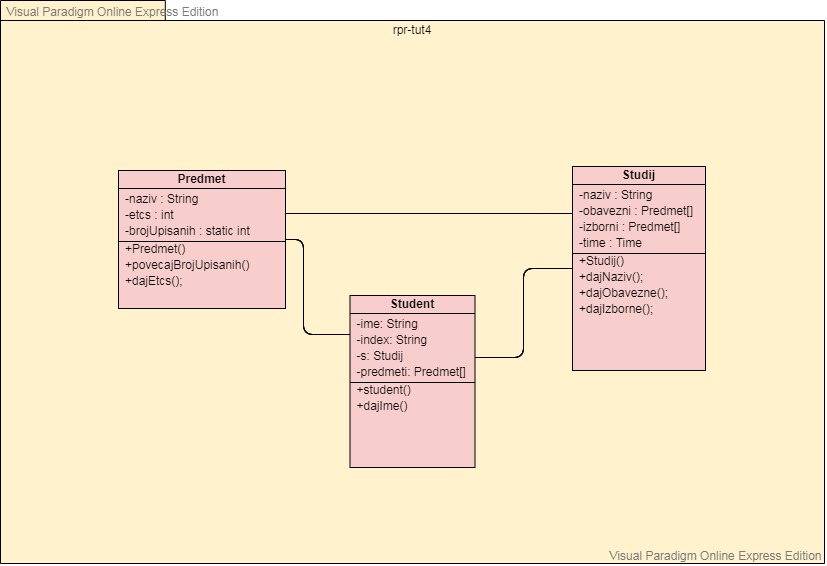 Visual Paradigm Online Express Edition
rpr-tut4
Predmet
-naziv : String
-etcs : int
-brojUpisanih : static int
+Predmet()
+povecajBrojUpisanih()
+dajEtcs();
Studij
-naziv : String
-obavezni : Predmet[]
-izborni : Predmet[]
-time : Time
+Studij()
+dajNaziv();
+dajObavezne();
+dajIzborne();
Student
-ime: String
-index: String
-s: Studij
-predmeti: Predmet[]
+student()
+dajIme()
Visual Paradigm Online Express Edition